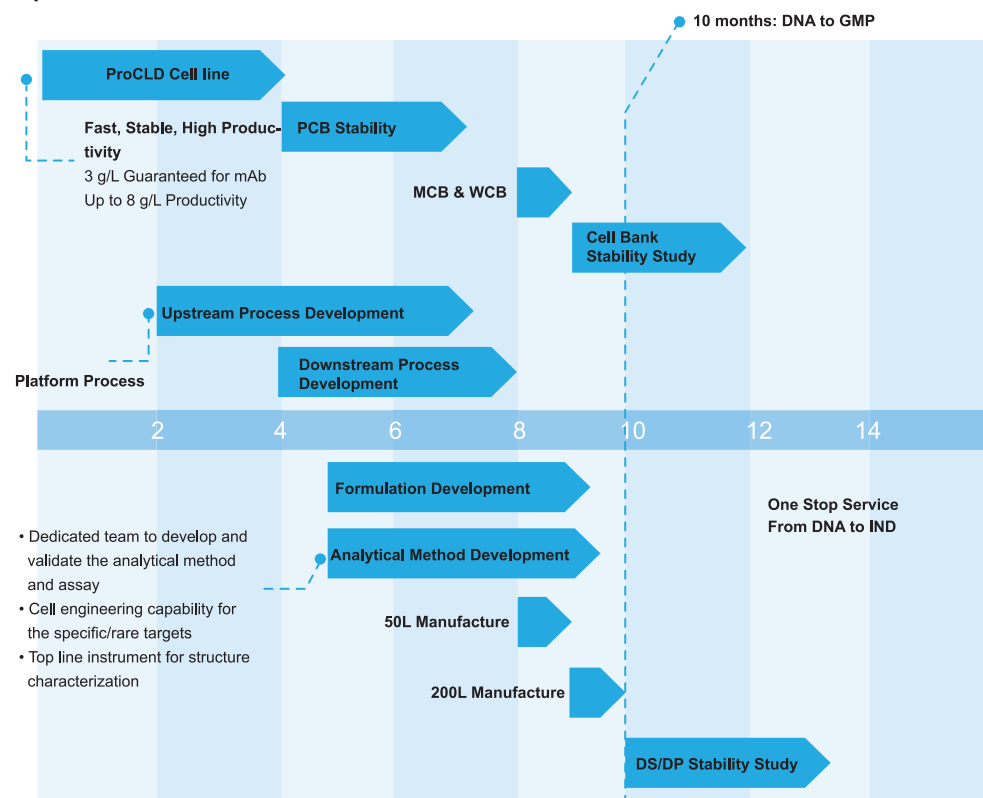 10 months: DNA to GMP
ProCLD Cell line
Fast, Stable, High Produc-
tivity
3 g/L Guaranteed for mAb
Up to 8 g/L Productivity
PCB Stability
MCB & WCB
Cell Bank
Stability Study
Upstream Process Development
Platform Process
Downstream Process
Development
2 4 6 8 10 12 14
Formulation Development
One Stop Service
From DNA to IND
• Dedicated team to develop and
validate the analytical method
and assay
• Cell engineering capability for
the specific/rare targets
• Top line instrument for structure
characterization
Analytical Method Development
50L Manufacture
200L Manufacture
DS/DP Stability Study